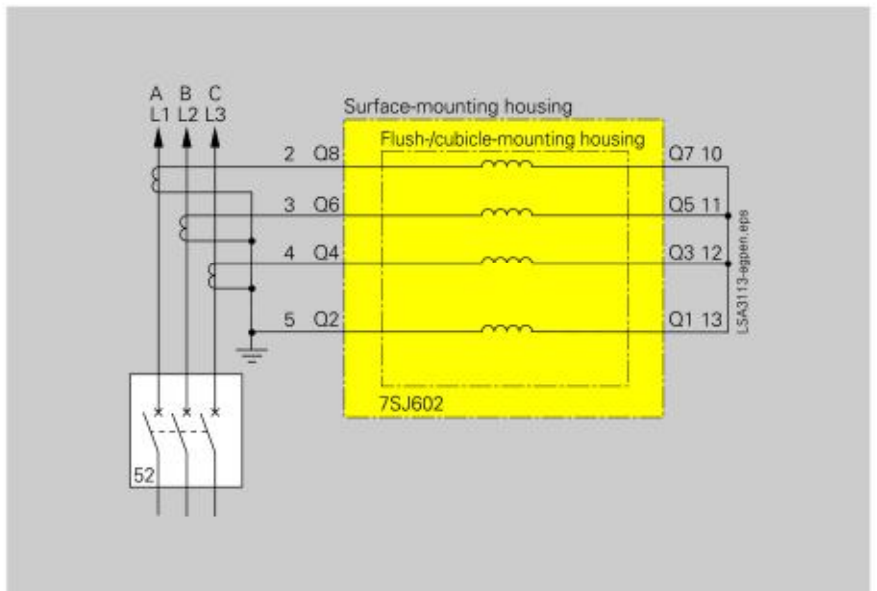 A B C
L1 L2 L3
Surface-mounting housing
Flush-/cubicle-mounting housing
2 Q8 Q7 10
3 Q6 Q5 11
4 Q4 Q3 12
5 Q2 Q1 13
7SJ602
52
LSA3113-agpen.eps